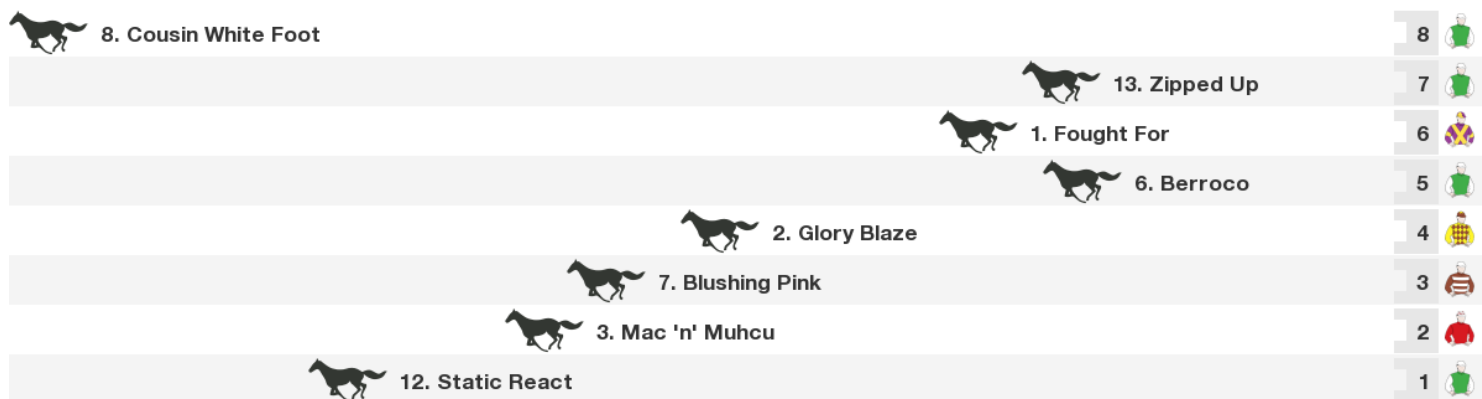 8. Cousin White Foot 8
13. Zipped Up 7
1. Fought For 6
6. Berroco 5
2. Glory Blaze 4
7. Blushing Pink 3
3. Mac 'n' Muhcu 2
12. Static React 1